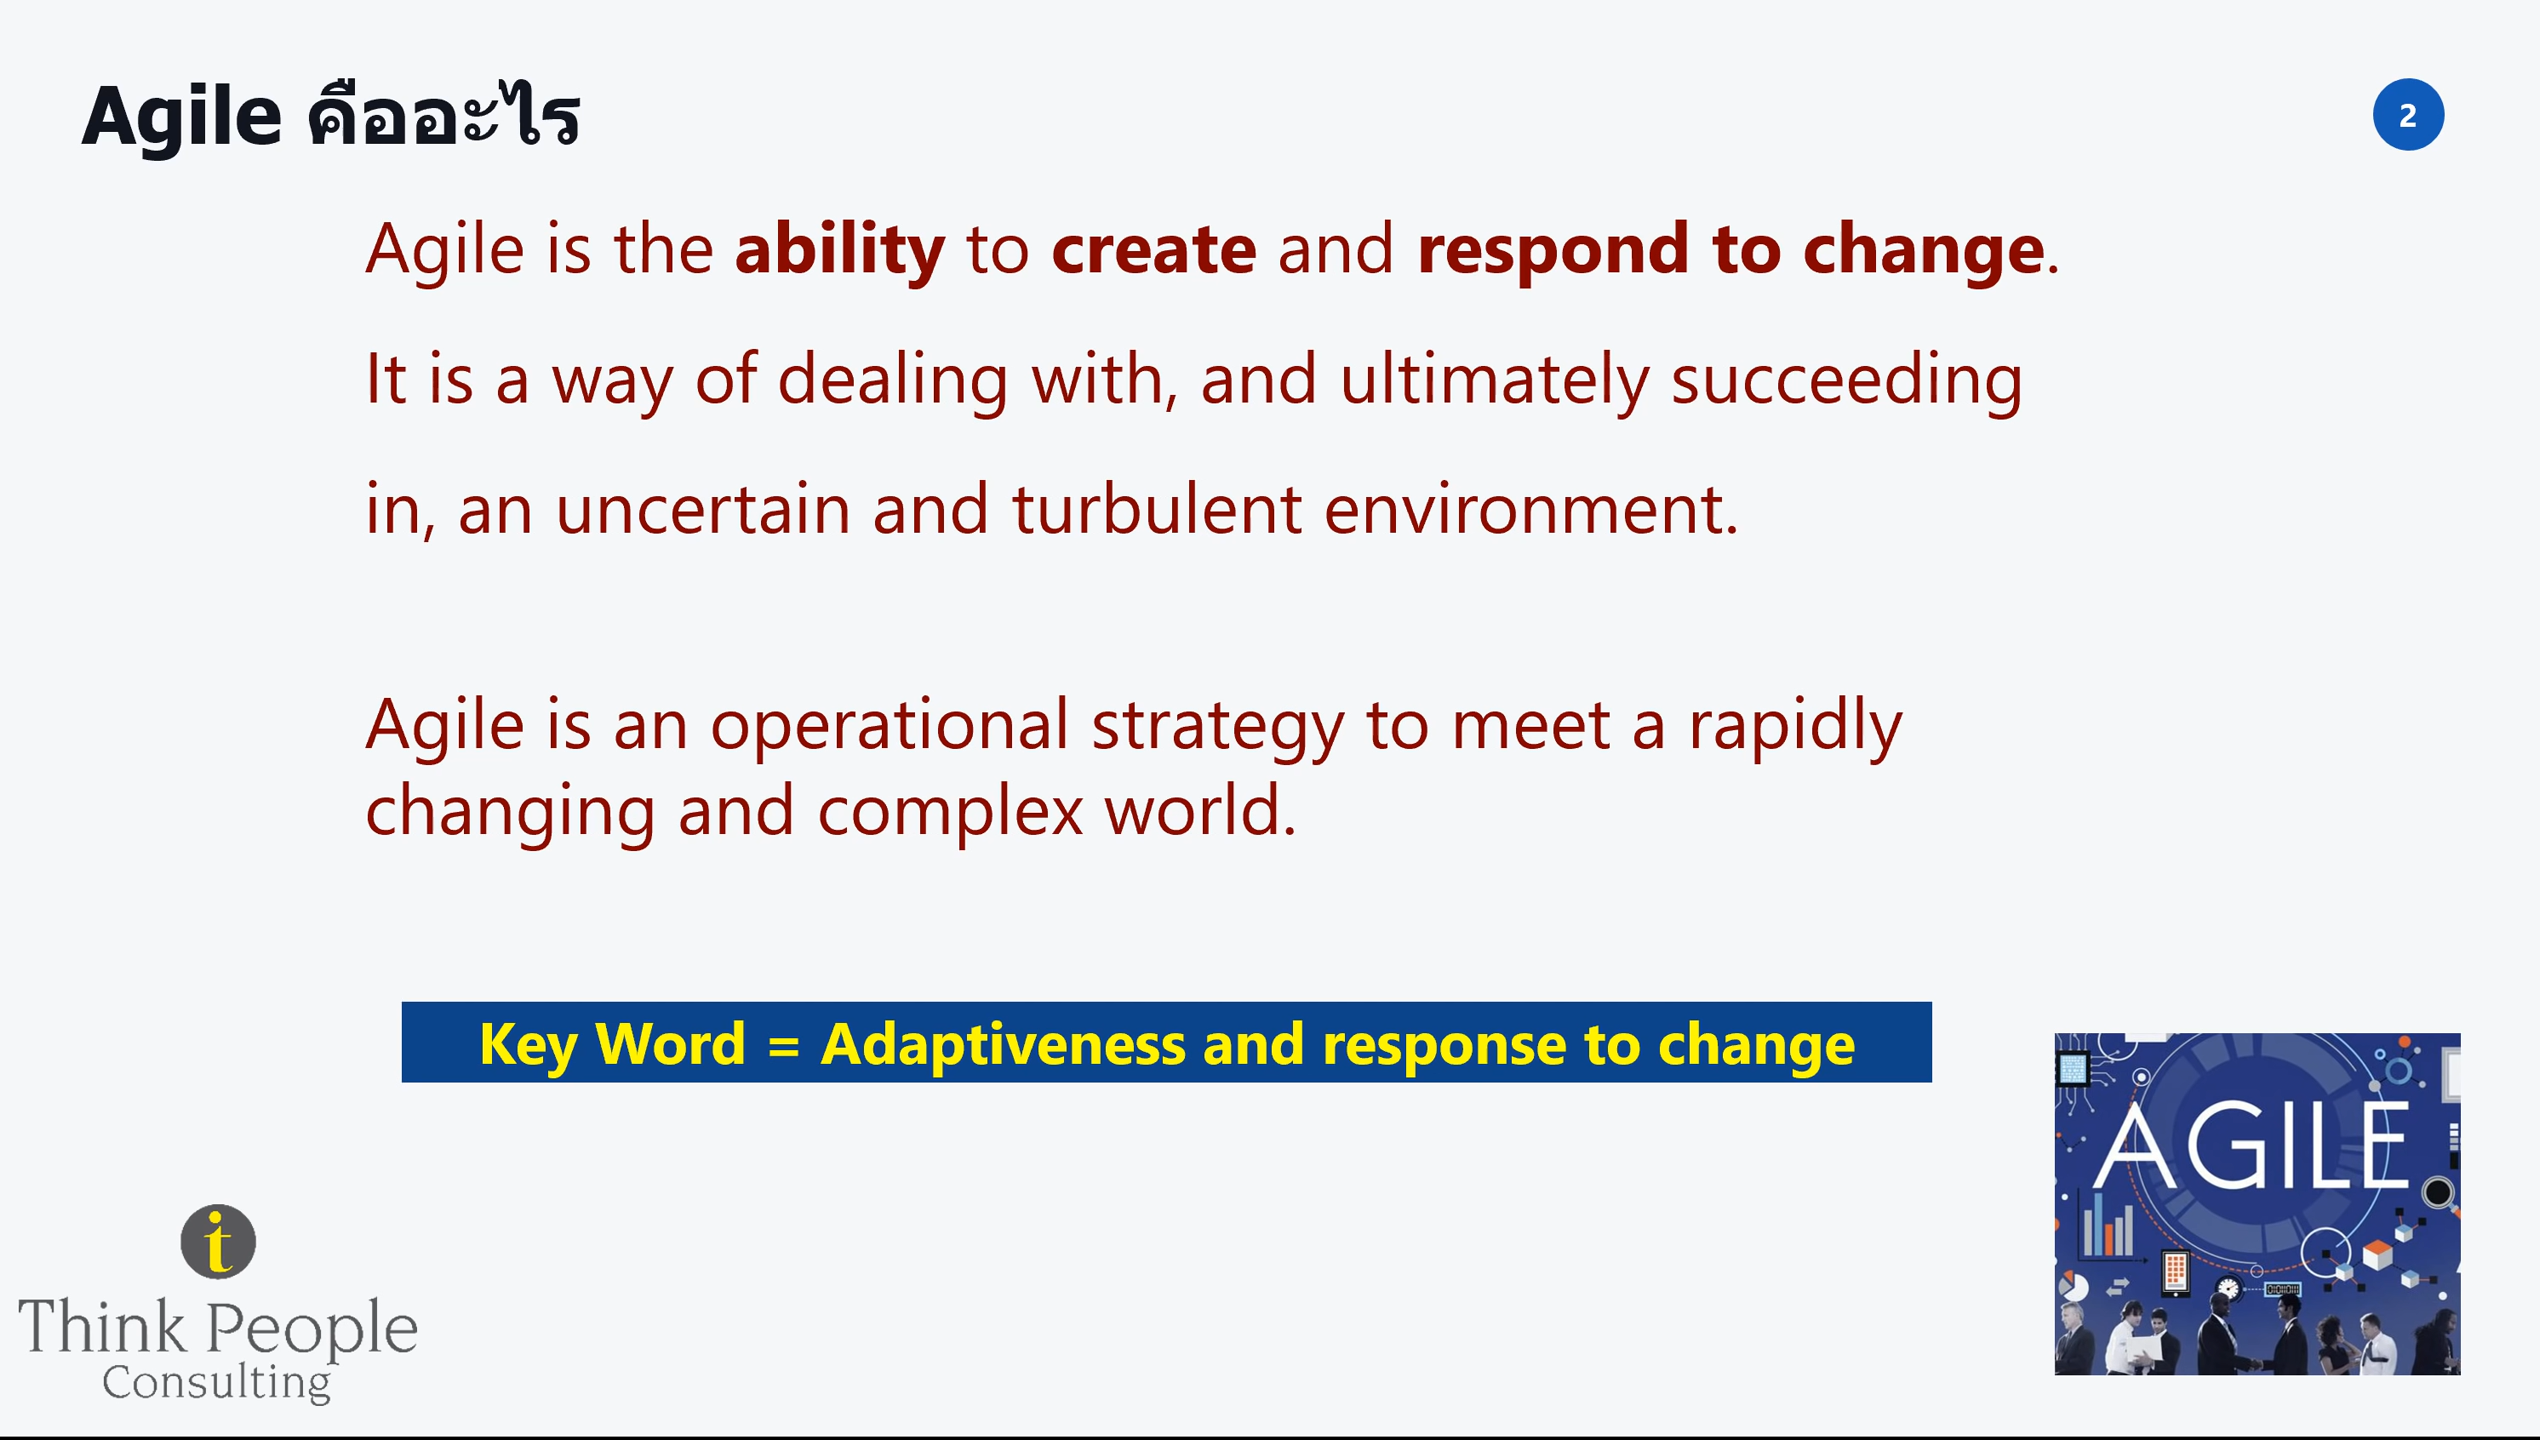 Agile คืออะไร
2
Agile is the ability to create and respond to change.
It is a way of dealing with, and ultimately succeeding
in, an uncertain and turbulent environment.
Agile is an operational strategy to meet a rapidly
changing and complex world.
Key Word = Adaptiveness and response to change
AGILE
Think People
Consulting